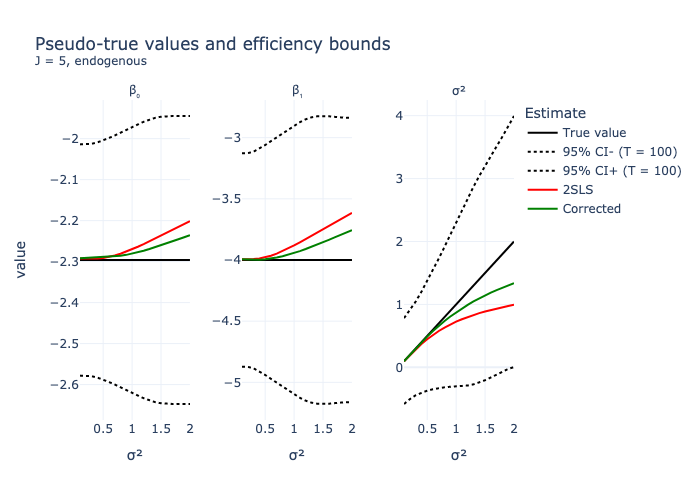 Pseudo-true values and efficiency bounds
J = 5, endogenous
β₀
β₁
σ²
value
−2
−2.1
−2.2
−2.3
−2.4
−2.5
−2.6
0.5 1 1.5 2
σ²
−3
−3.5
−4
−4.5
−5
0.5 1 1.5 2
σ²
4
3
2
1
0
0.5 1 1.5 2
σ²
Estimate
True value
95% CI- (T = 100)
95% CI+ (T = 100)
2SLS
Corrected